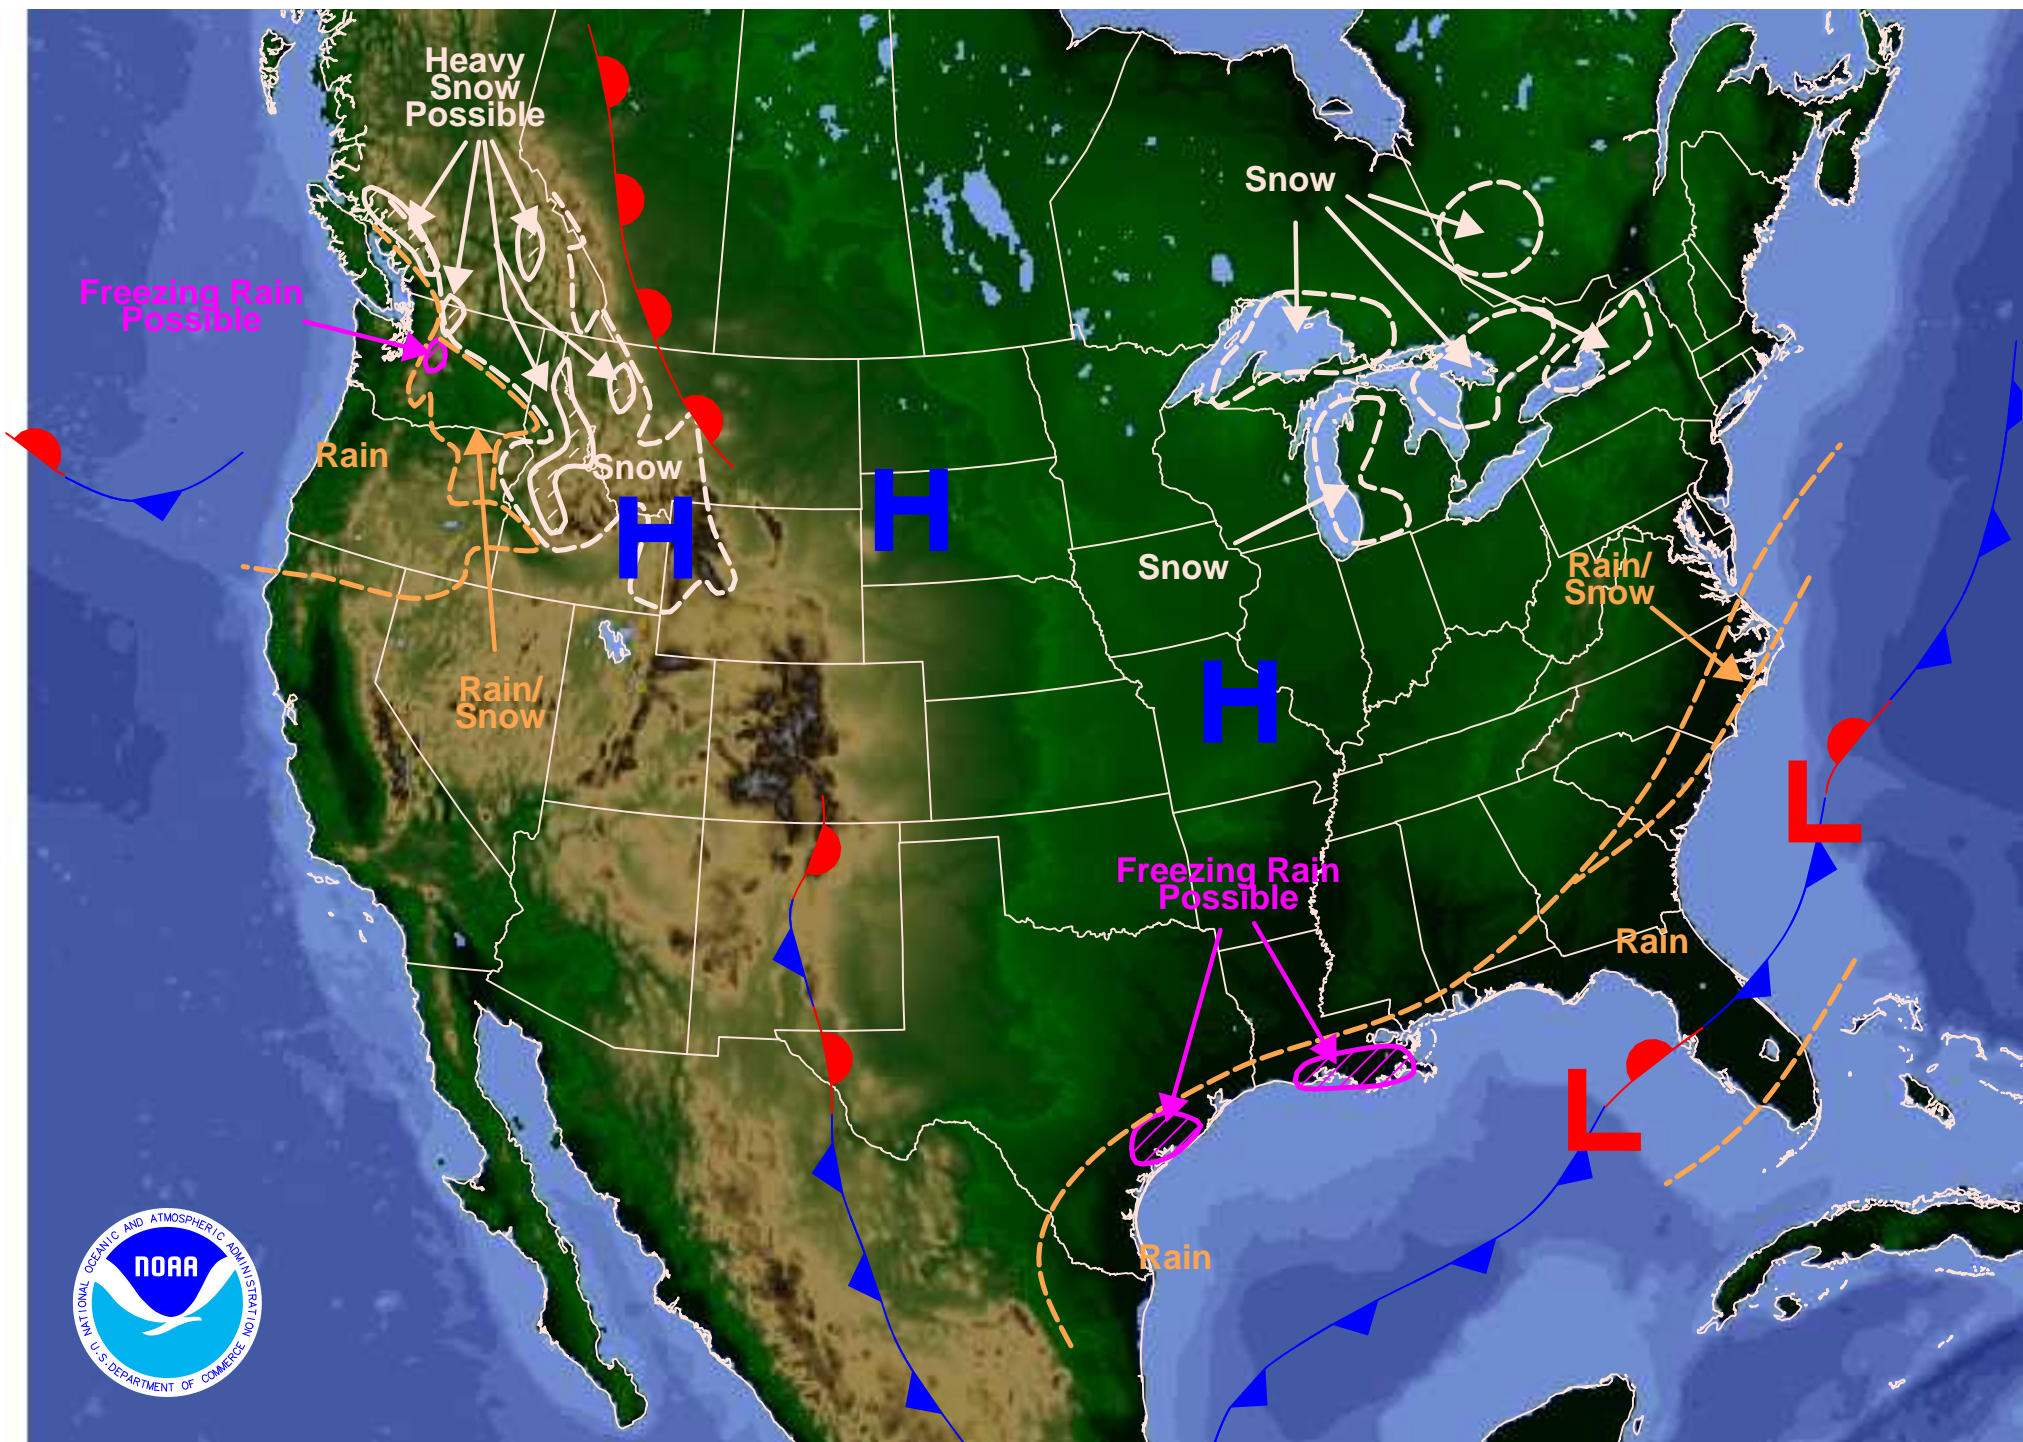 Heavy
Snow
Possible
Snow
Freezing Rain
Possible
Rain
Snow
H
H
Snow
Rain/
Snow
Rain/
Snow
H
L
Freezing Rain
Possible
Rain
L
Rain
NATIONAL OCEANIC AND ATMOSPHERIC ADMINISTRATION
NOAA
U.S. DEPARTMENT OF COMMERCE